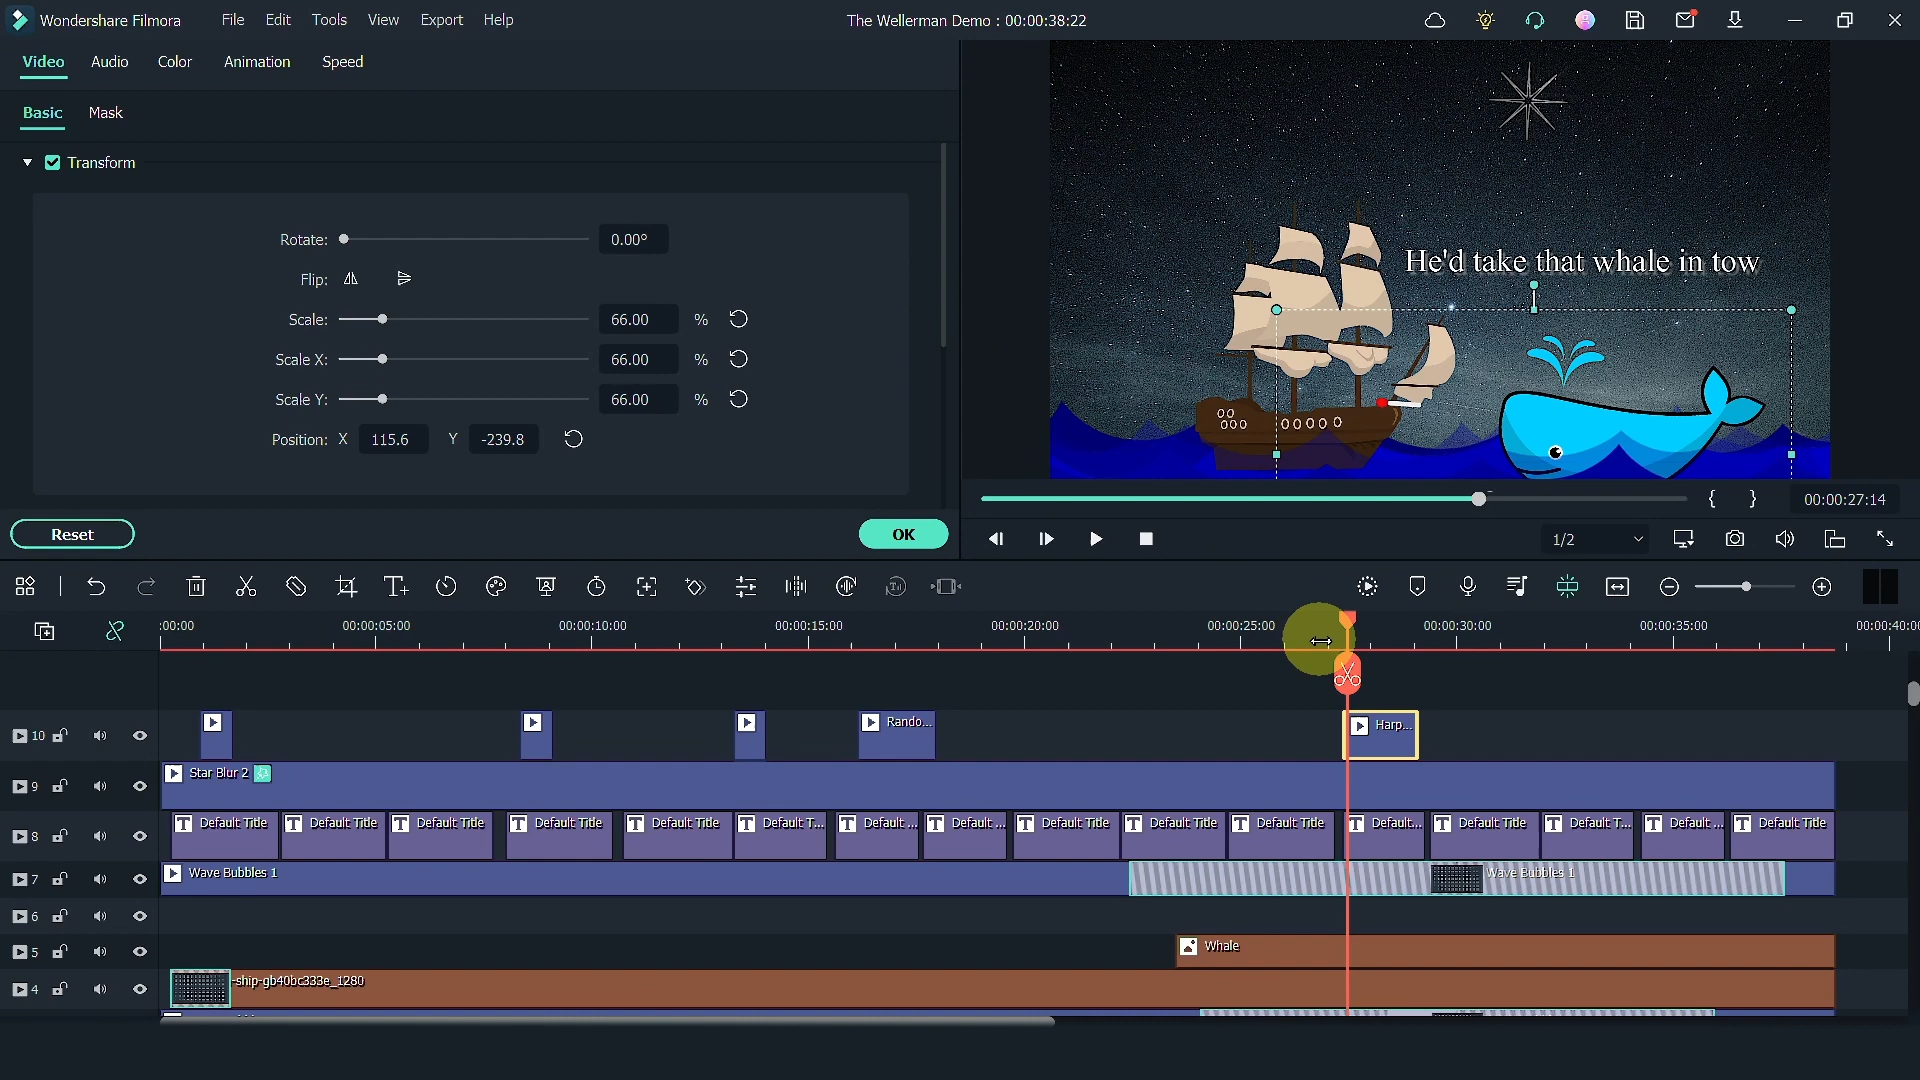 Wondershare Filmora File Edit Tools View Export Help The Wellerman Demo : 00:00:38:22
Video Audio Color Animation Speed
Basic Mask
Transform
Rotate: 0.00°
Flip:
Scale: 66.00 %
Scale X: 66.00 %
Scale Y: 66.00 %
Position: X 115.6 Y -239.8
Reset OK
He'd take that whale in tow
{ } 00:00:27:14
1/2
:00:00 00:00:05:00 00:00:10:00 00:00:15:00 00:00:20:00 00:00:25:00 00:00:30:00 00:00:35:00 00:00:40:0
10 Rando... Harp...
9 Star Blur 2
8 Default Title Default Title Default Title Default Title Default Title Default T... Default ... Default ... Default Title Default Title Default Title Default... Default Title Default T... Default ... Default Title
7 Wave Bubbles 1 Wave Bubbles 1
6
5 Whale
4 -ship-gb40bc333e_1280